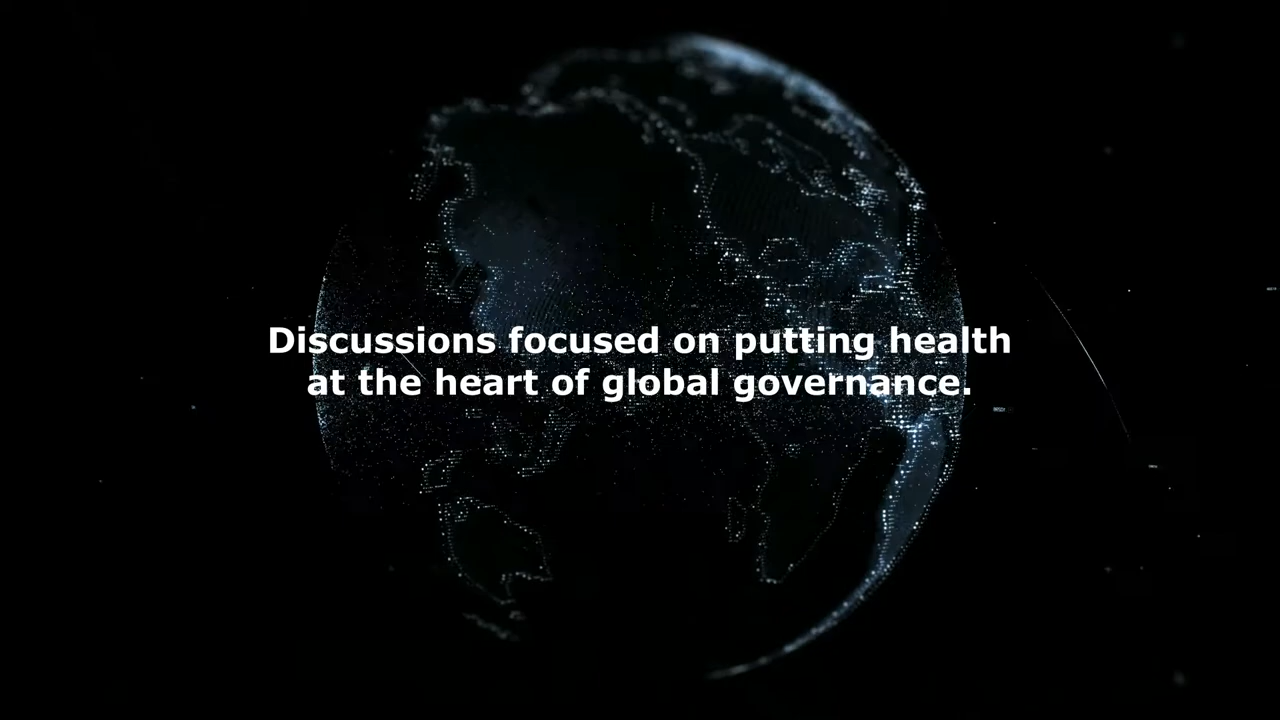 Discussions focused on putting health
at the heart of global governance.